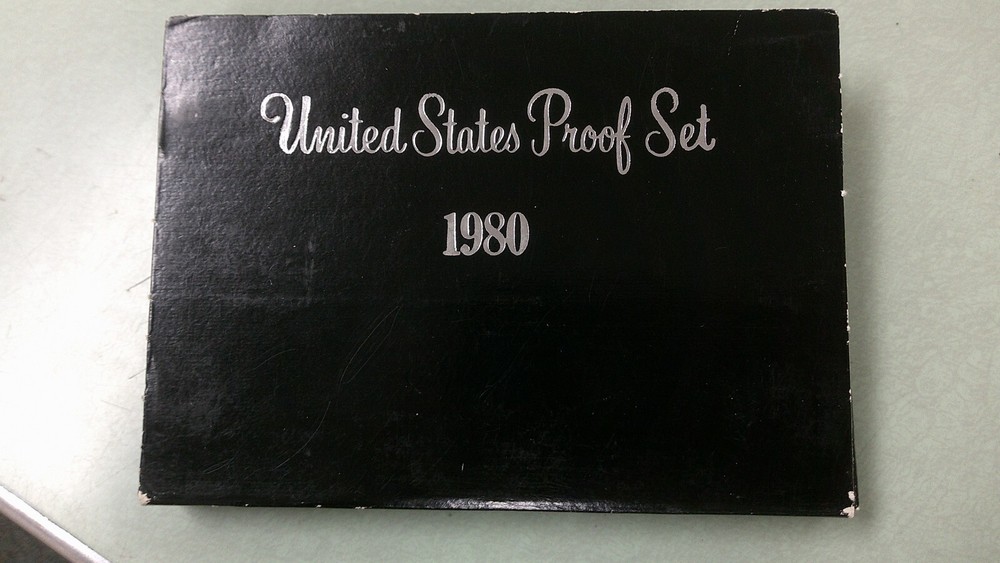 United States Proof Set
1980